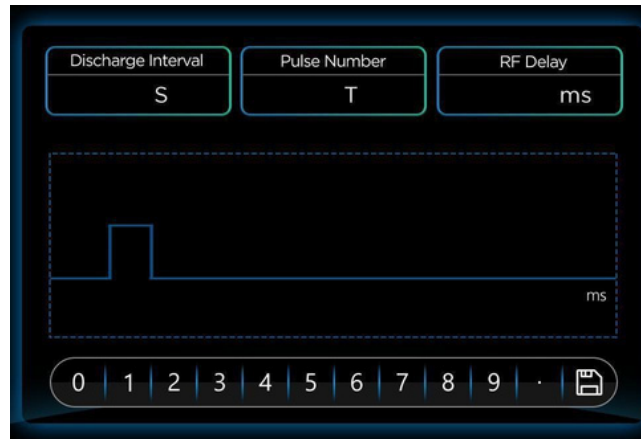 Discharge Interval Pulse Number RF Delay
S T ms
ms
0 1 2 3 4 5 6 7 8 9 .